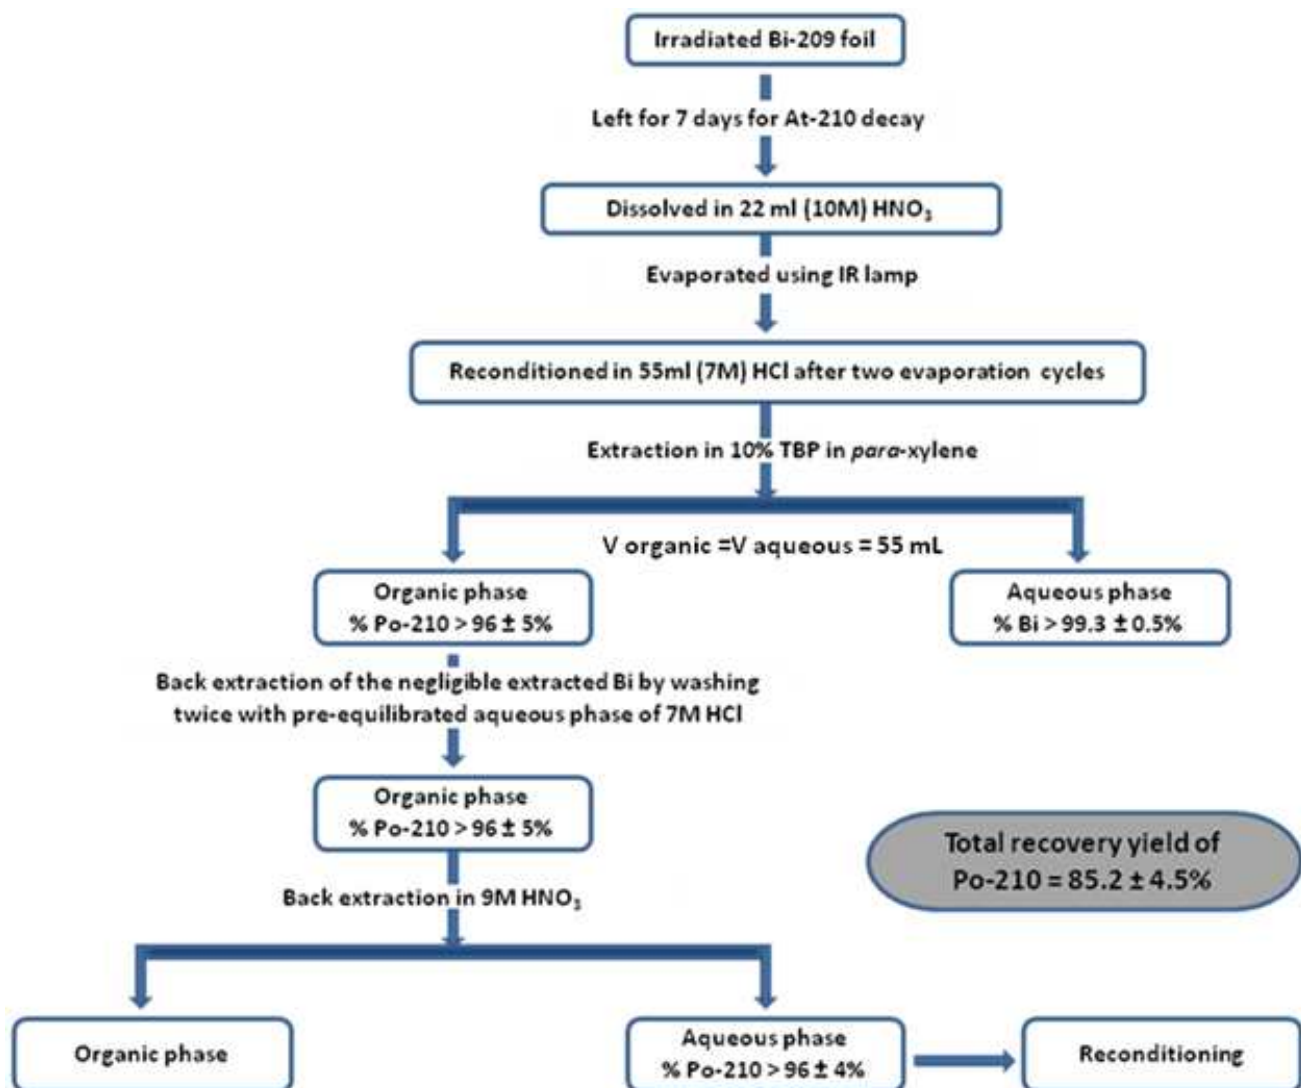 Irradiated Bi-209 foil
Left for 7 days for At-210 decay
Dissolved in 22 ml (10M) HNO₃
Evaporated using IR lamp
Reconditioned in 55ml (7M) HCl after two evaporation cycles
Extraction in 10% TBP in para-xylene
V organic =V aqueous = 55 mL
Organic phase
% Po-210 > 96 ± 5%
Aqueous phase
% Bi > 99.3 ± 0.5%
Back extraction of the negligible extracted Bi by washing
twice with pre-equilibrated aqueous phase of 7M HCl
Organic phase
% Po-210 > 96 ± 5%
Total recovery yield of
Po-210 = 85.2 ± 4.5%
Back extraction in 9M HNO₃
Organic phase
Aqueous phase
% Po-210 > 96 ± 4%
Reconditioning